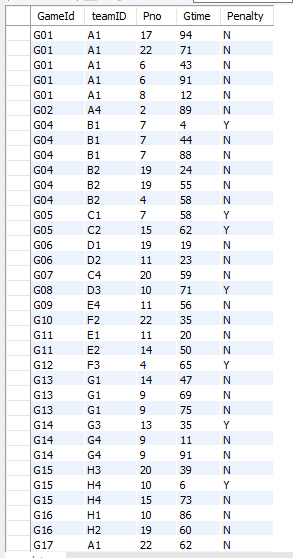 GameId teamID Pno Gtime Penalty
G01 A1 17 94 N
G01 A1 22 71 N
G01 A1 6 43 N
G01 A1 6 91 N
G01 A1 8 12 N
G02 A4 2 89 N
G04 B1 7 4 Y
G04 B1 7 44 N
G04 B1 7 88 N
G04 B2 19 24 N
G04 B2 19 55 N
G04 B2 4 58 N
G05 C1 7 58 Y
G05 C2 15 62 Y
G06 D1 19 19 N
G06 D2 11 23 N
G07 C4 20 59 N
G08 D3 10 71 Y
G09 E4 11 56 N
G10 F2 22 35 N
G11 E1 11 20 N
G11 E2 14 50 N
G12 F3 4 65 Y
G13 G1 14 47 N
G13 G1 9 69 N
G13 G1 9 75 N
G14 G3 13 35 Y
G14 G4 9 11 N
G14 G4 9 91 N
G15 H3 20 39 N
G15 H4 10 6 Y
G15 H4 15 73 N
G16 H1 10 86 N
G16 H2 19 60 N
G17 A1 22 62 N